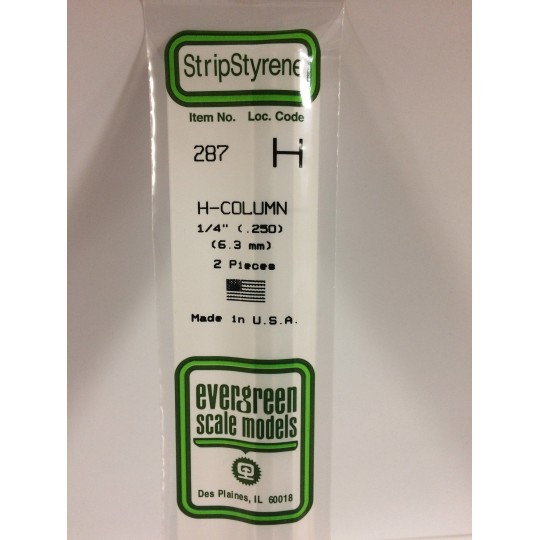 StripStyrene
Item No. Loc. Code
287 H
H-COLUMN
1/4" (.250)
(6.3 mm)
2 Pieces
Made in U.S.A.
evergreen
scale models
Des Plaines, IL 60018